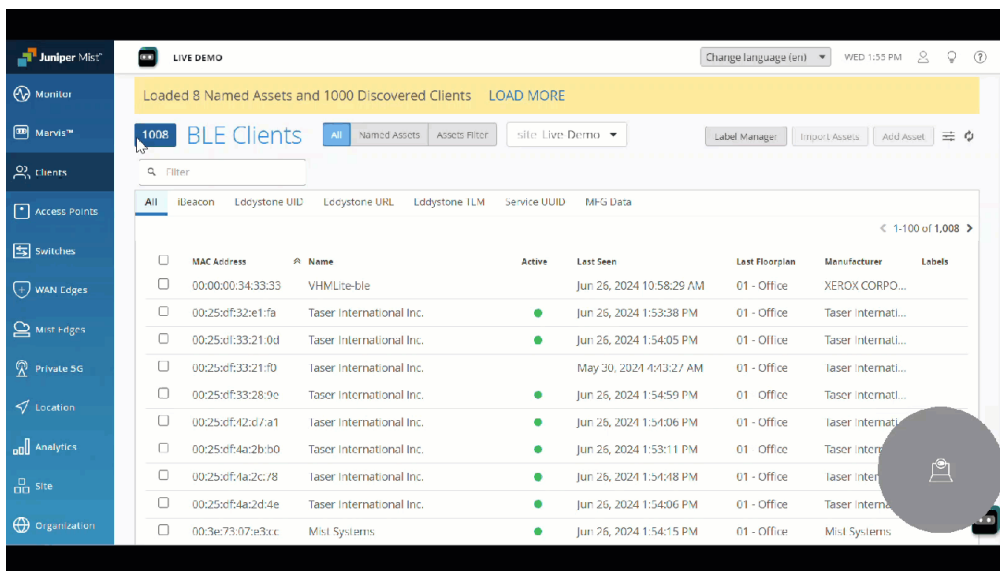 Juniper Mist™
LIVE DEMO
Change language (en)
WED 1:55 PM
Monitor
Marvis™
Clients
Access Points
Switches
WAN Edges
Mist Edges
Private 5G
Location
Analytics
Site
Organization
Loaded 8 Named Assets and 1000 Discovered Clients LOAD MORE
1008 BLE Clients All Named Assets Assets Filter site Live Demo Label Manager Import Assets Add Asset
Filter
All iBeacon Eddystone UID Eddystone URL Eddystone TLM Service UUID MFG Data
< 1-100 of 1,008 >
MAC Address Name Active Last Seen Last Floorplan Manufacturer Labels
00:00:00:34:33:33 VHMLite-ble Jun 26, 2024 10:58:29 AM 01 - Office XEROX CORPO...
00:25:df:32:e1:fa Taser International Inc. Jun 26, 2024 1:53:38 PM 01 - Office Taser Internati...
00:25:df:33:21:0d Taser International Inc. Jun 26, 2024 1:54:05 PM 01 - Office Taser Internati...
00:25:df:33:21:f0 Taser International Inc. May 30, 2024 4:43:27 AM 01 - Office Taser Internati...
00:25:df:33:28:9e Taser International Inc. Jun 26, 2024 1:54:59 PM 01 - Office Taser Internati...
00:25:df:42:d7:a1 Taser International Inc. Jun 26, 2024 1:54:06 PM 01 - Office Taser
00:25:df:4a:2b:b0 Taser International Inc. Jun 26, 2024 1:53:11 PM 01 - Office Taser
00:25:df:4a:2c:78 Taser International Inc. Jun 26, 2024 1:54:48 PM 01 - Office Taser
00:25:df:4a:2d:4e Taser International Inc. Jun 26, 2024 1:54:06 PM 01 - Office Taser
00:3e:73:07:e3:cc Mist Systems Jun 26, 2024 1:54:15 PM 01 - Office Mist Systems